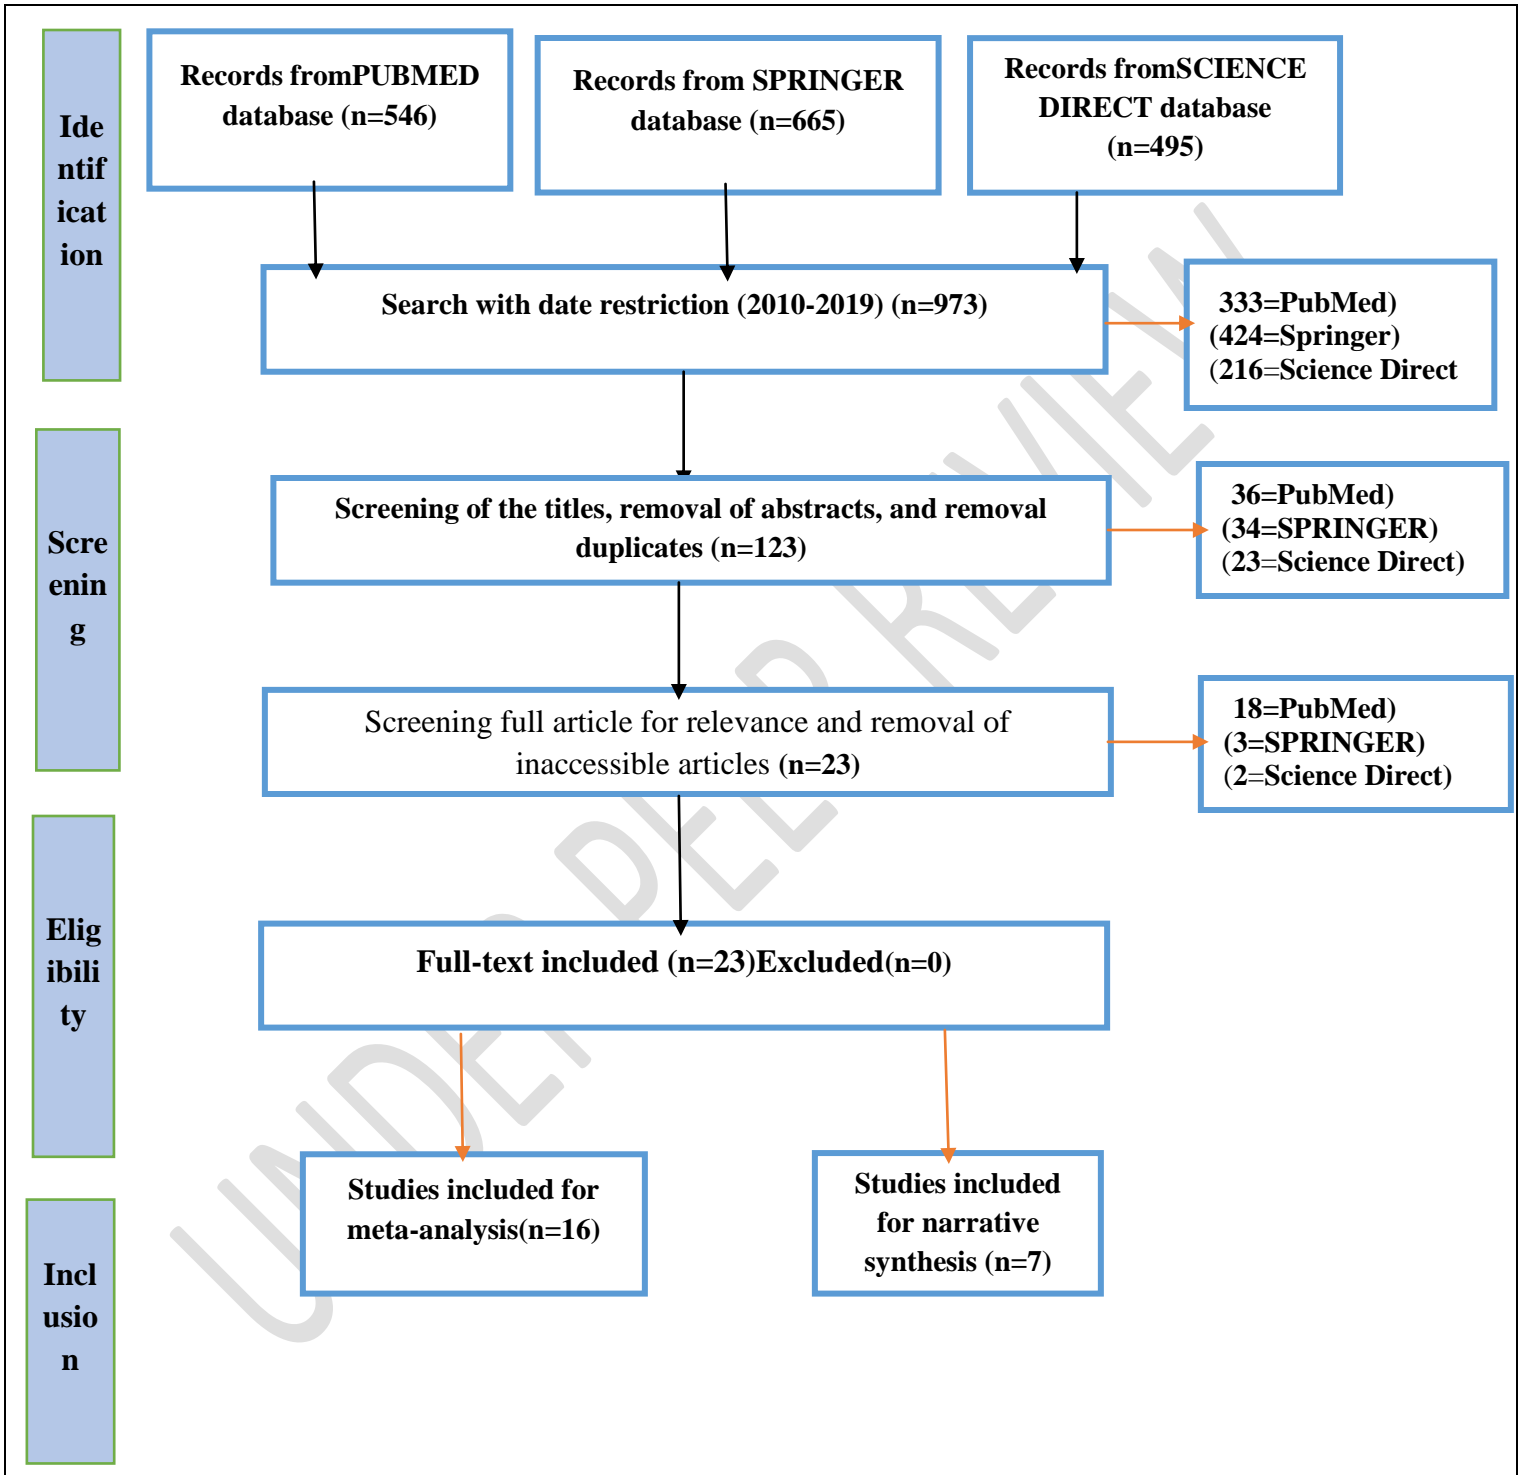 Ide
ntif
icat
ion
Records fromPUBMED
database (n=546)
Records from SPRINGER
database (n=665)
Records fromSCIENCE
DIRECT database
(n=495)
Search with date restriction (2010-2019) (n=973)
333=PubMed)
(424=Springer)
(216=Science Direct
Scre
enin
g
Screening of the titles, removal of abstracts, and removal
duplicates (n=123)
36=PubMed)
(34=SPRINGER)
(23=Science Direct)
Screening full article for relevance and removal of
inaccessible articles (n=23)
18=PubMed)
(3=SPRINGER)
(2=Science Direct)
Elig
ibili
ty
Full-text included (n=23)Excluded(n=0)
Incl
usio
n
Studies included for
meta-analysis(n=16)
Studies included
for narrative
synthesis (n=7)
UNDER PEER REVIEW